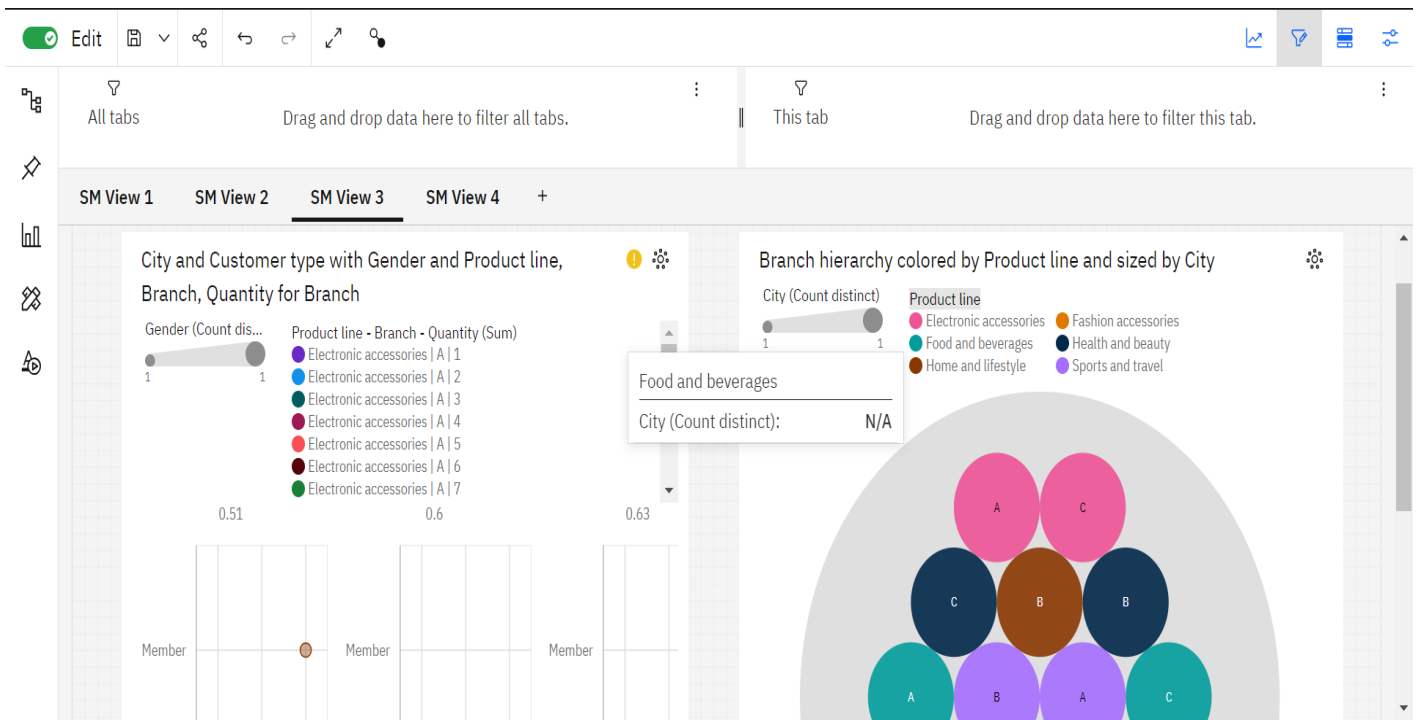 Edit
All tabs
Drag and drop data here to filter all tabs.
This tab
Drag and drop data here to filter this tab.
SM View 1
SM View 2
SM View 3
SM View 4
+
City and Customer type with Gender and Product line,
Branch, Quantity for Branch
Gender (Count dis...
1 1
Product line - Branch - Quantity (Sum)
Electronic accessories | A | 1
Electronic accessories | A | 2
Electronic accessories | A | 3
Electronic accessories | A | 4
Electronic accessories | A | 5
Electronic accessories | A | 6
Electronic accessories | A | 7
0.51 0.6 0.63
Member Member Member
Food and beverages
City (Count distinct): N/A
Branch hierarchy colored by Product line and sized by City
City (Count distinct)
1 1
Product line
Electronic accessories Fashion accessories
Food and beverages Health and beauty
Home and lifestyle Sports and travel
A C
C B B
A B A C